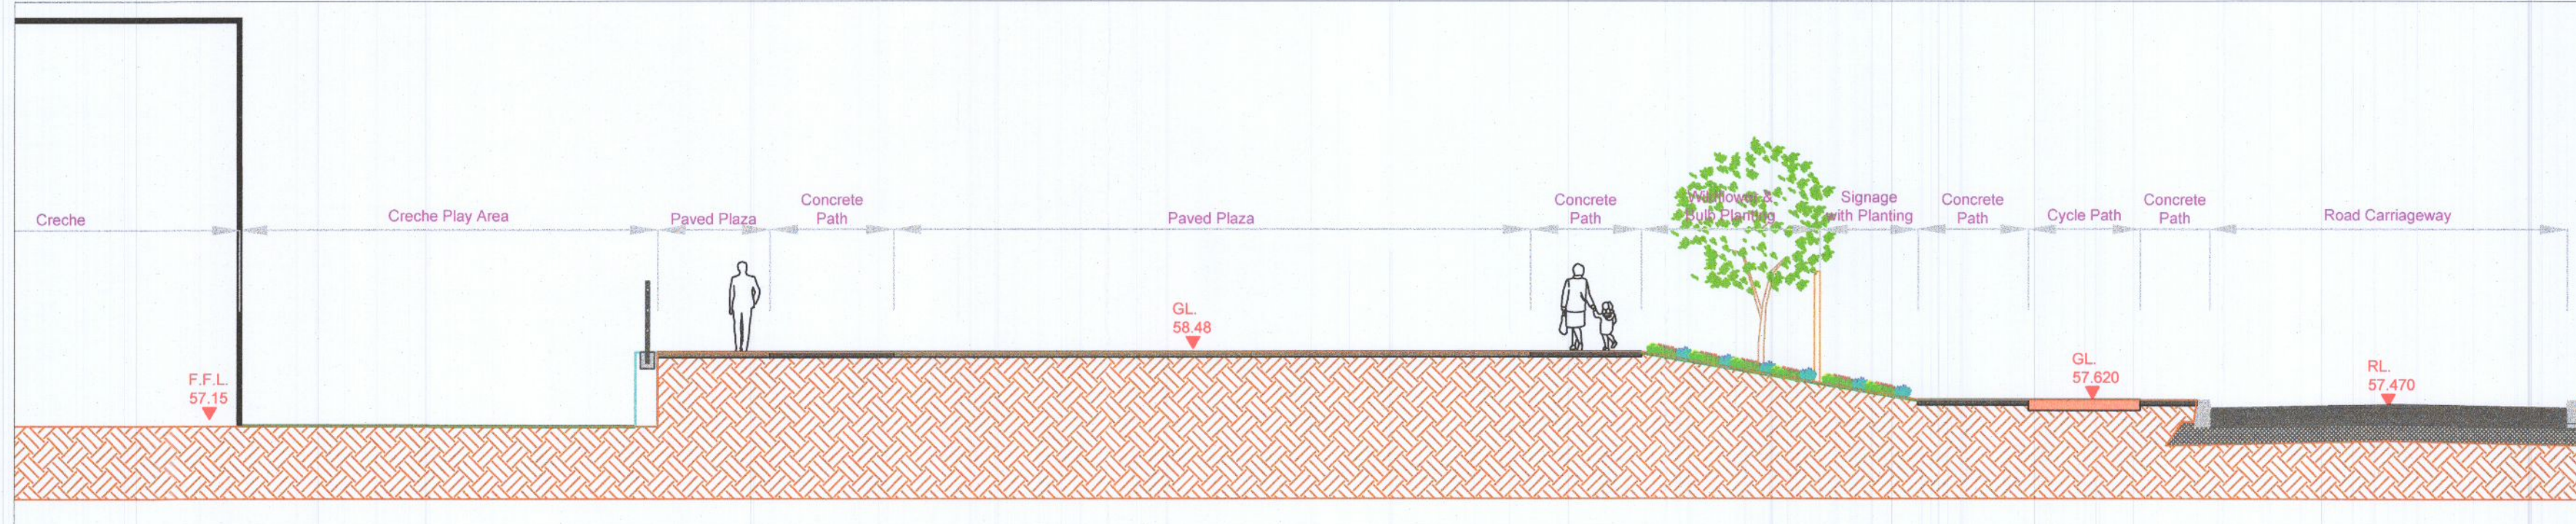 Creche
Creche Play Area
Paved Plaza
Concrete
Path
Paved Plaza
Concrete
Path
Wildflower &
Bulb Planting
Signage
with Planting
Concrete
Path
Cycle Path
Concrete
Path
Road Carriageway
F.F.L.
57.15
GL.
58.48
GL.
57.620
RL.
57.470